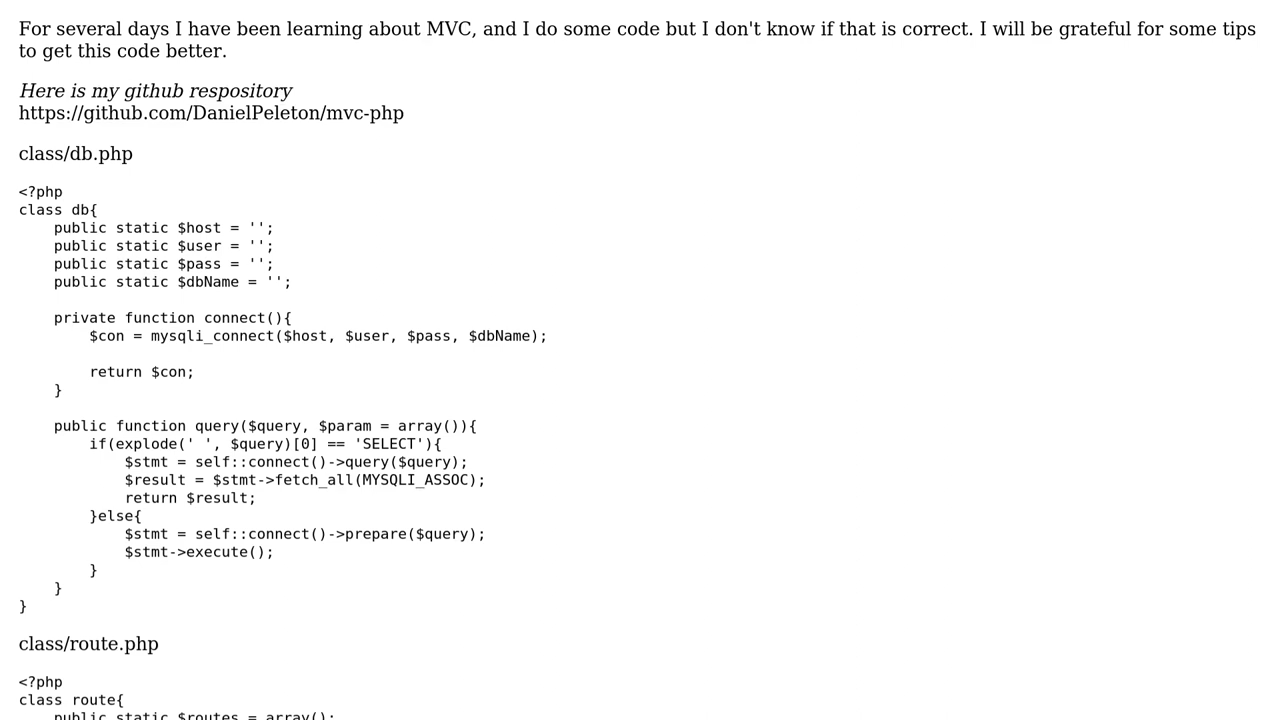 For several days I have been learning about MVC, and I do some code but I don't know if that is correct. I will be grateful for some tips
to get this code better.
Here is my github respository
https://github.com/DanielPeleton/mvc-php
class/db.php
<?php
class db{
    public static $host = '';
    public static $user = '';
    public static $pass = '';
    public static $dbName = '';
    private function connect(){
        $con = mysqli_connect($host, $user, $pass, $dbName);
        return $con;
    }
    public function query($query, $param = array()){
        if(explode(' ', $query)[0] == 'SELECT'){
            $stmt = self::connect()->query($query);
            $result = $stmt->fetch_all(MYSQLI_ASSOC);
            return $result;
        }else{
            $stmt = self::connect()->prepare($query);
            $stmt->execute();
        }
    }
}
class/route.php
<?php
class route{
    public static $routes = array();